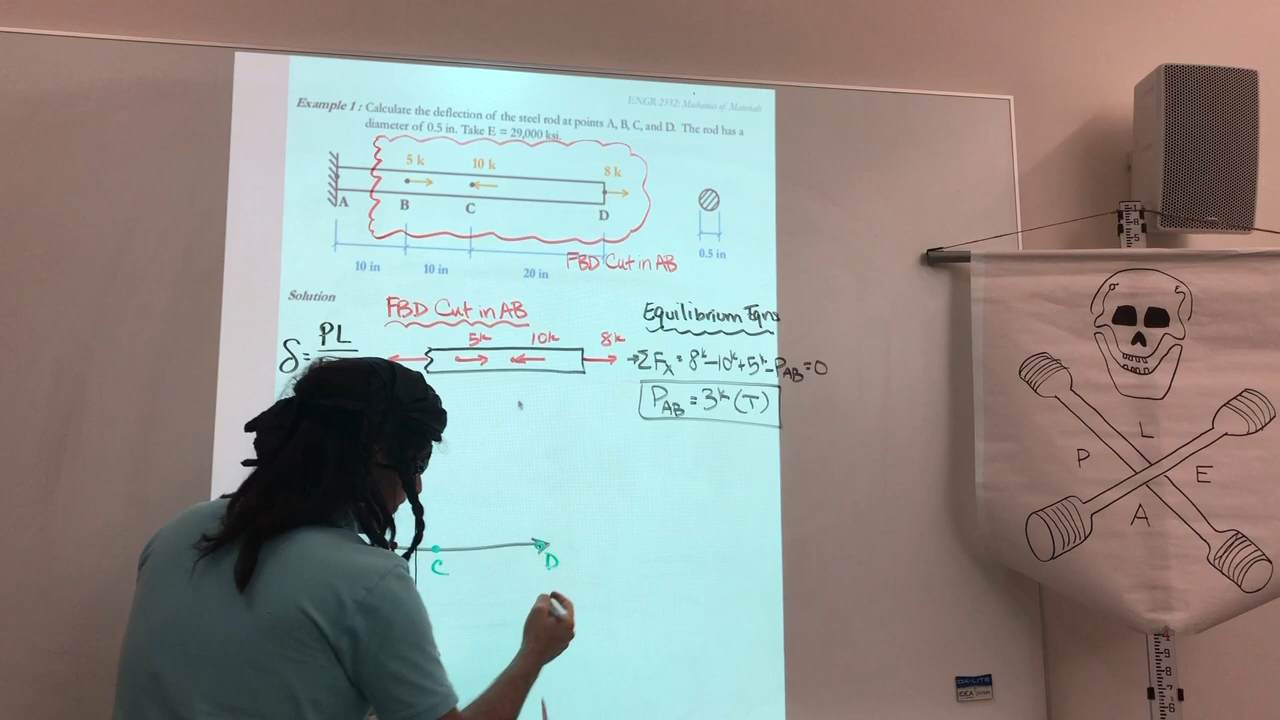 ENGR 2332: Mechanics of Materials
Example 1: Calculate the deflection of the steel rod at points A, B, C, and D. The rod has a
diameter of 0.5 in. Take E = 29,000 ksi.
5 k
10 k
8 k
A
B
C
D
10 in
10 in
20 in
0.5 in
FBD Cut in AB
Solution
FBD Cut in AB
Equilibrium Eqns
δ = PL
5k
10k
8k
→ΣFx = 8k – 10k + 5k – PAB = 0
PAB = 3k (T)
C
D
L
P
E
A
DA-LITE
IDEA